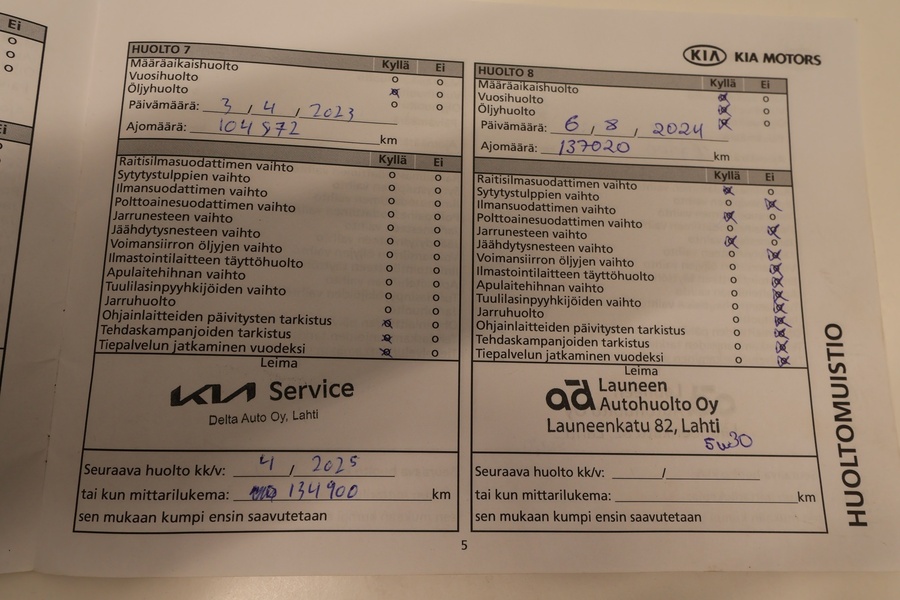 Ei
Ei
HUOLTO 7
Kyllä Ei
Määräaikaishuolto
Vuosihuolto
Öljyhuolto
Päivämäärä: 3 , 4 , 2023
Ajomäärä: 104 572 km
Kyllä Ei
Raitisilmasuodattimen vaihto
Sytytystulppien vaihto
Ilmansuodattimen vaihto
Polttoainesuodattimen vaihto
Jarrunesteen vaihto
Jäähdytysnesteen vaihto
Voimansiirron öljyjen vaihto
Ilmastointilaitteen täyttöhuolto
Apulaitehihnan vaihto
Tuulilasinpyyhkijöiden vaihto
Jarruhuolto
Ohjainlaitteiden päivitysten tarkistus
Tehdaskampanjoiden tarkistus
Tiepalvelun jatkaminen vuodeksi
Leima
KIA Service
Delta Auto Oy, Lahti
Seuraava huolto kk/v: 4 / 2025
tai kun mittarilukema: 134 900 km
sen mukaan kumpi ensin saavutetaan
KIA KIA MOTORS
HUOLTO 8
Kyllä Ei
Määräaikaishuolto
Vuosihuolto
Öljyhuolto
Päivämäärä: 6 , 8 , 2024
Ajomäärä: 137020 km
Kyllä Ei
Raitisilmasuodattimen vaihto
Sytytystulppien vaihto
Ilmansuodattimen vaihto
Polttoainesuodattimen vaihto
Jarrunesteen vaihto
Jäähdytysnesteen vaihto
Voimansiirron öljyjen vaihto
Ilmastointilaitteen täyttöhuolto
Apulaitehihnan vaihto
Tuulilasinpyyhkijöiden vaihto
Jarruhuolto
Ohjainlaitteiden päivitysten tarkistus
Tehdaskampanjoiden tarkistus
Tiepalvelun jatkaminen vuodeksi
Leima
ad Launeen
Autohuolto Oy
Launeenkatu 82, Lahti
5w30
Seuraava huolto kk/v: /
tai kun mittarilukema: km
sen mukaan kumpi ensin saavutetaan
HUOLTOMUISTIO
5